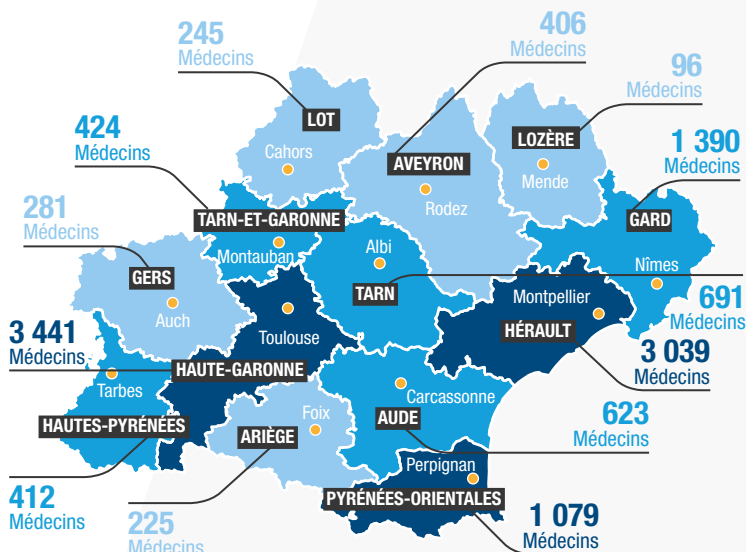 245
Médecins
406
Médecins
96
Médecins
LOT
424
Médecins
LOZÈRE
1 390
Médecins
Cahors
AVEYRON
Mende
Rodez
281
Médecins
TARN-ET-GARONNE
GARD
Montauban
Albi
Nîmes
GERS
TARN
Auch
Montpellier
691
Médecins
3 441
Médecins
Toulouse
HÉRAULT
3 039
Médecins
HAUTE-GARONNE
Tarbes
Carcassonne
HAUTES-PYRÉNÉES
Foix
AUDE
623
Médecins
ARIÈGE
Perpignan
412
Médecins
PYRÉNÉES-ORIENTALES
225
Médecins
1 079
Médecins